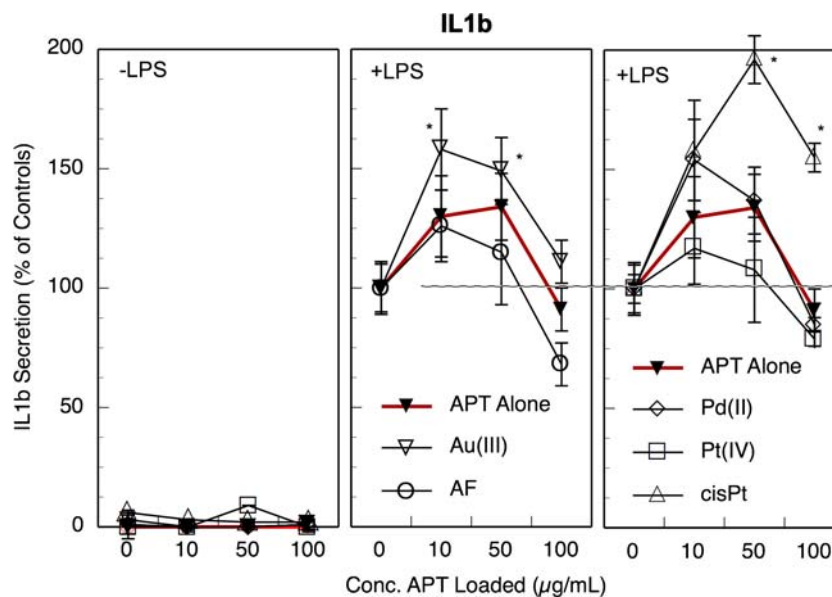 IL1b
200
150
100
50
0
IL1b Secretion (% of Controls)
-LPS
0 10 50 100
+LPS
*
*
APT Alone
Au(III)
AF
0 10 50 100
+LPS
*
*
APT Alone
Pd(II)
Pt(IV)
cisPt
0 10 50 100
Conc. APT Loaded (µg/mL)